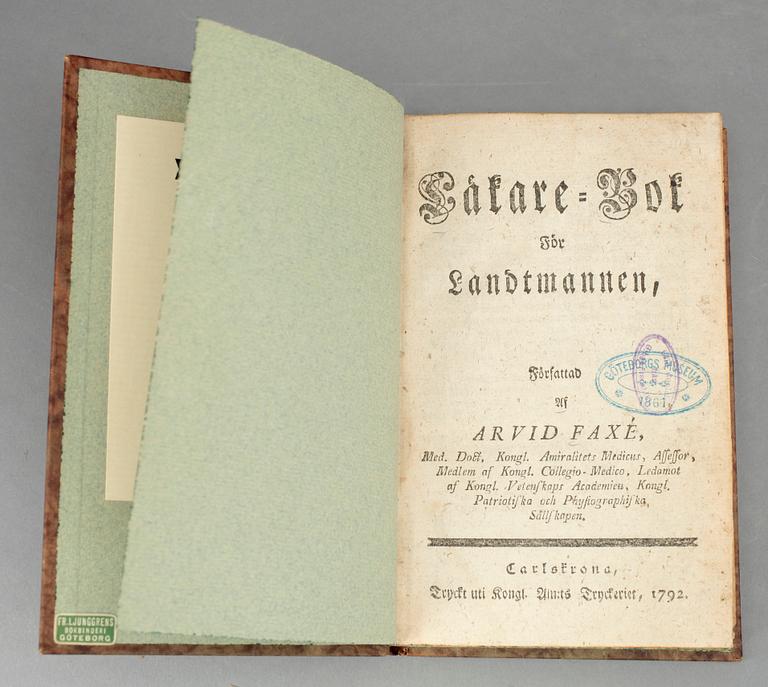 Läkare=Bok
För
Landtmannen,
Författad
Af
ARVID FAXÉ,
Med. Doct. Kongl. Amiralitets Medicus, Assessor,
Medlem af Kongl. Collegio-Medico, Ledamot
af Kongl. Vetenskaps Academien, Kongl.
Patriotiska och Physiographiska
Sällskapen.
Carlskrona,
Tryckt uti Kongl. Am:ts Tryckeriet, 1792.
GÖTEBORGS MUSEUM
1861.
FR. LJUNGGRENS
BOKBINDERI
GÖTEBORG